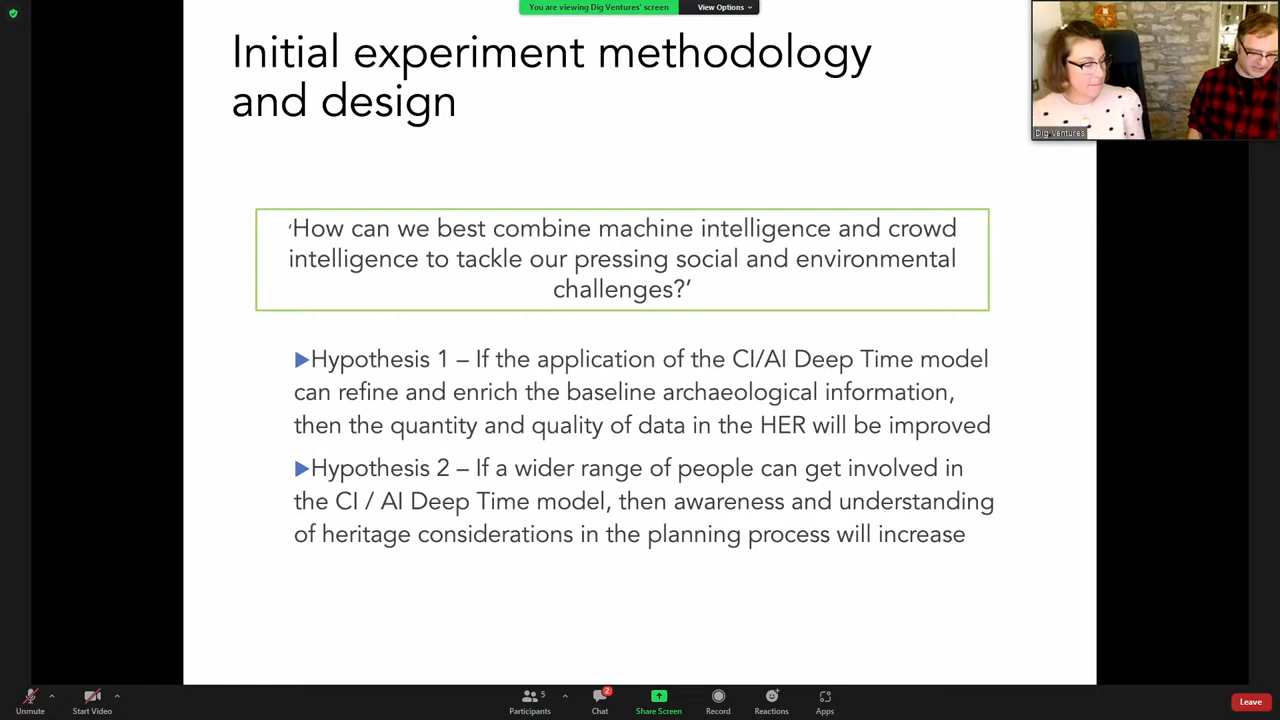 You are viewing Dig Ventures' screen
View Options
Initial experiment methodology
and design
Dig Ventures
‘How can we best combine machine intelligence and crowd
intelligence to tackle our pressing social and environmental
challenges?’
Hypothesis 1 – If the application of the CI/AI Deep Time model
can refine and enrich the baseline archaeological information,
then the quantity and quality of data in the HER will be improved
Hypothesis 2 – If a wider range of people can get involved in
the CI / AI Deep Time model, then awareness and understanding
of heritage considerations in the planning process will increase
Unmute
Start Video
5
Participants
2
Chat
Share Screen
Record
Reactions
Apps
Leave